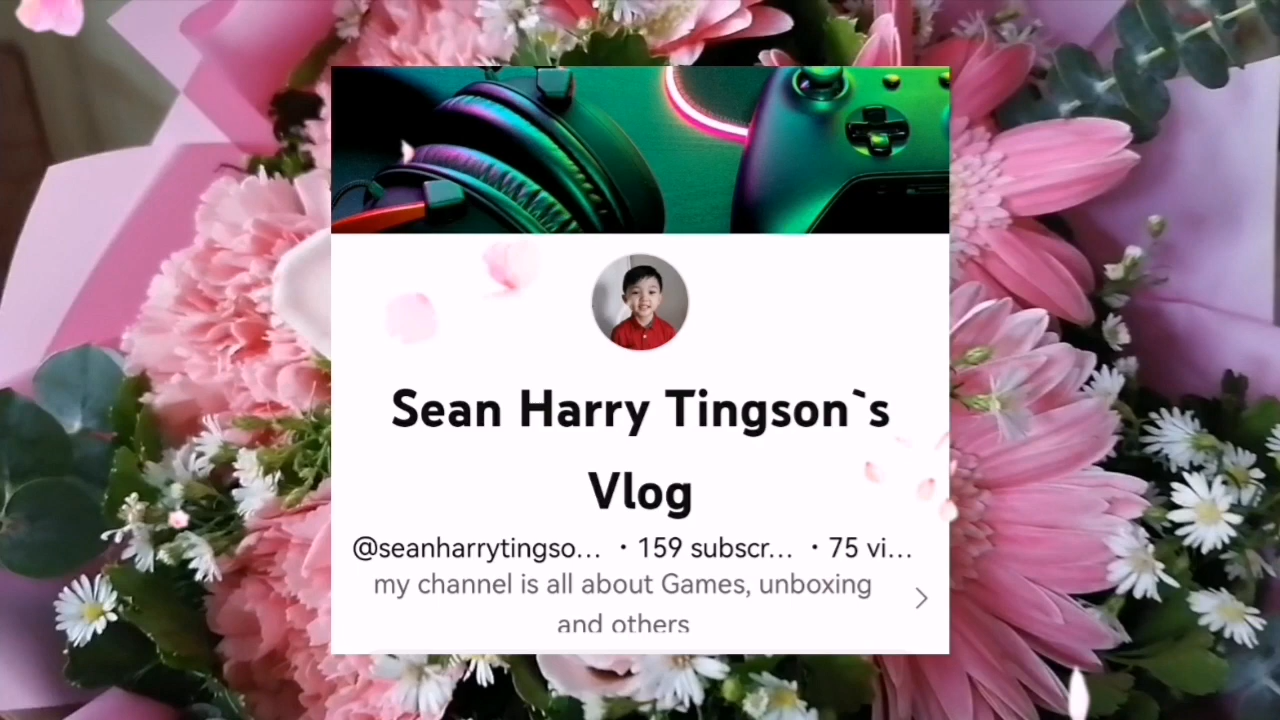 Sean Harry Tingson`s
Vlog
@seanharrytingso... · 159 subscr... · 75 vi...
my channel is all about Games, unboxing
and others